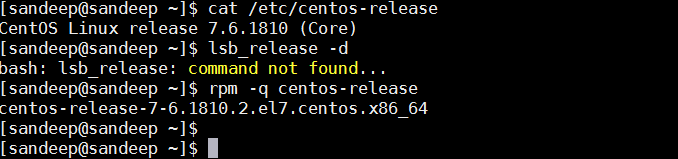 [sandeep@sandeep ~]$ cat /etc/centos-release
CentOS Linux release 7.6.1810 (Core)
[sandeep@sandeep ~]$ lsb_release -d
bash: lsb_release: command not found...
[sandeep@sandeep ~]$ rpm -q centos-release
centos-release-7-6.1810.2.el7.centos.x86_64
[sandeep@sandeep ~]$
[sandeep@sandeep ~]$